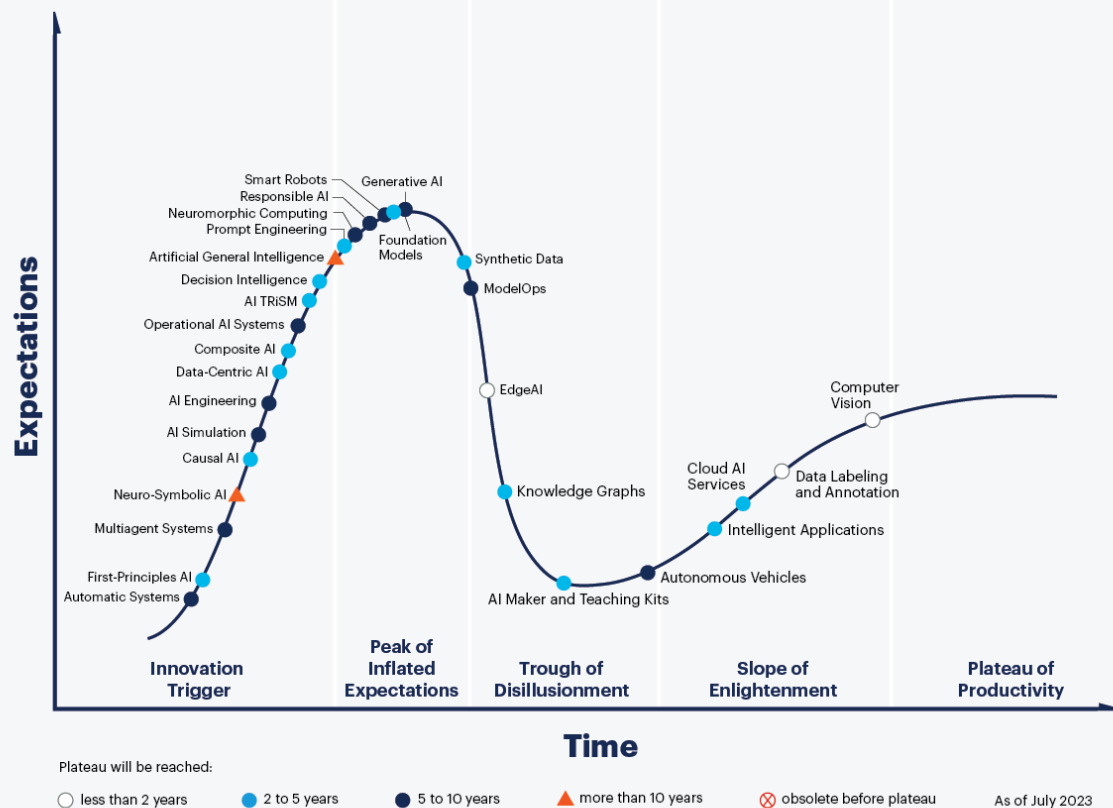 Expectations
Smart Robots
Generative AI
Responsible AI
Neuromorphic Computing
Prompt Engineering
Foundation
Models
Artificial General Intelligence
Synthetic Data
Decision Intelligence
ModelOps
AI TRiSM
Operational AI Systems
Composite AI
Data-Centric AI
EdgeAI
Computer
Vision
AI Engineering
AI Simulation
Causal AI
Cloud AI
Services
Data Labeling
and Annotation
Neuro-Symbolic AI
Knowledge Graphs
Multiagent Systems
Intelligent Applications
First-Principles AI
Autonomous Vehicles
Automatic Systems
AI Maker and Teaching Kits
Innovation
Trigger
Peak of
Inflated
Expectations
Trough of
Disillusionment
Slope of
Enlightenment
Plateau of
Productivity
Time
Plateau will be reached:
less than 2 years
2 to 5 years
5 to 10 years
more than 10 years
obsolete before plateau
As of July 2023